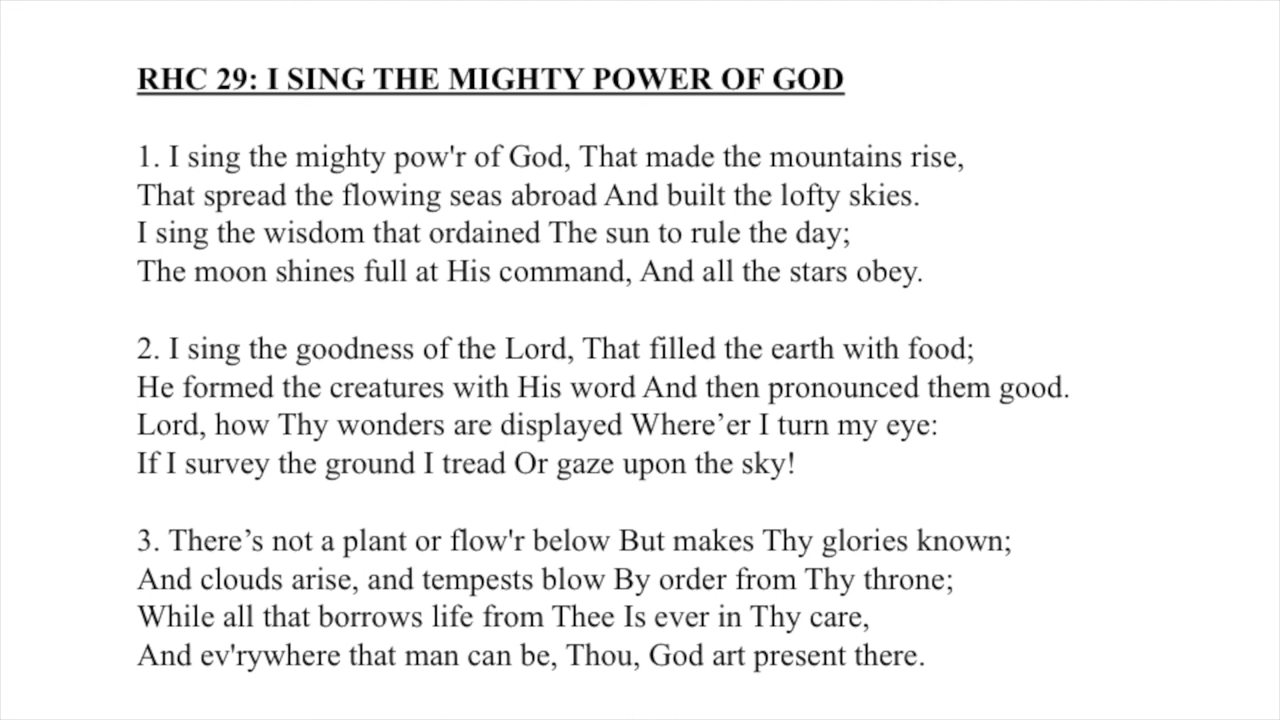 RHC 29: I SING THE MIGHTY POWER OF GOD
1. I sing the mighty pow'r of God, That made the mountains rise,
That spread the flowing seas abroad And built the lofty skies.
I sing the wisdom that ordained The sun to rule the day;
The moon shines full at His command, And all the stars obey.
2. I sing the goodness of the Lord, That filled the earth with food;
He formed the creatures with His word And then pronounced them good.
Lord, how Thy wonders are displayed Where’er I turn my eye:
If I survey the ground I tread Or gaze upon the sky!
3. There’s not a plant or flow'r below But makes Thy glories known;
And clouds arise, and tempests blow By order from Thy throne;
While all that borrows life from Thee Is ever in Thy care,
And ev'rywhere that man can be, Thou, God art present there.